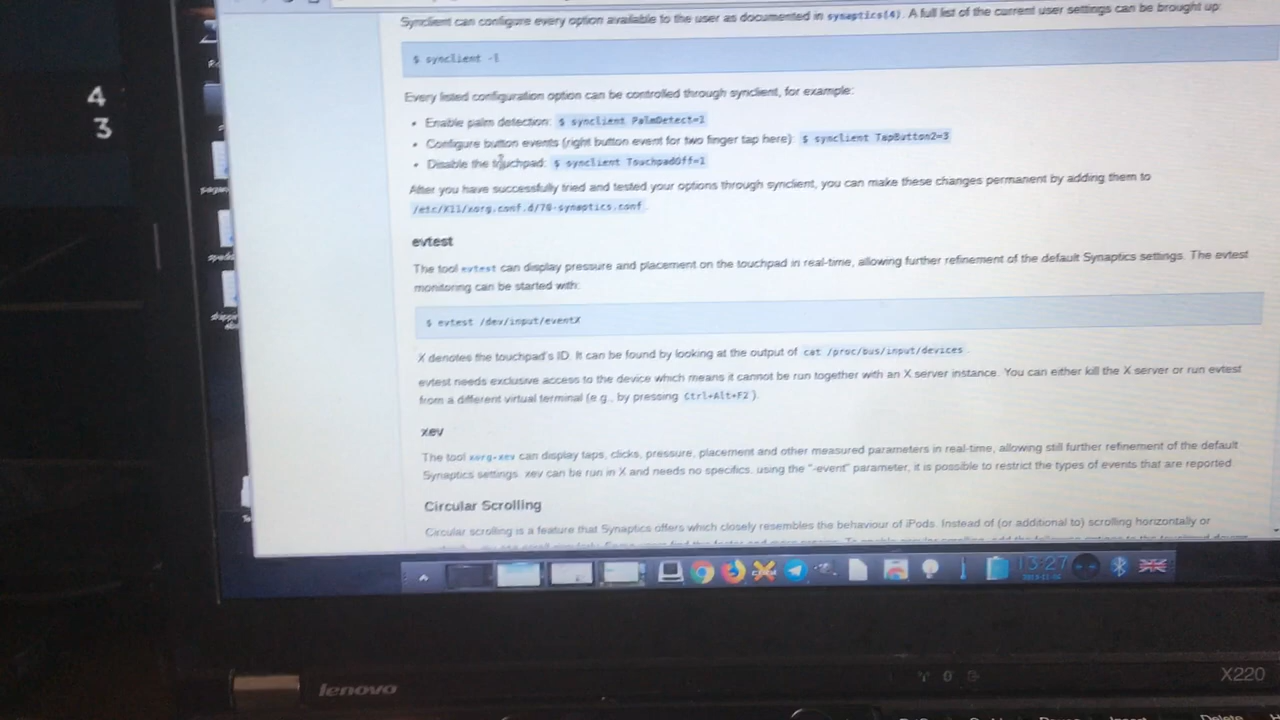 Synclient can configure every option available to the user as documented in synaptics(4). A full list of the current user settings can be brought up:
$ synclient -l
4
3
Every listed configuration option can be controlled through synclient, for example:
• Enable palm detection: $ synclient PalmDetect=1
• Configure button events (right button event for two finger tap here): $ synclient TapButton2=3
• Disable the touchpad: $ synclient TouchpadOff=1
After you have successfully tried and tested your options through synclient, you can make these changes permanent by adding them to
/etc/X11/xorg.conf.d/70-synaptics.conf.
evtest
The tool evtest can display pressure and placement on the touchpad in real-time, allowing further refinement of the default Synaptics settings. The evtest
monitoring can be started with:
$ evtest /dev/input/eventX
X denotes the touchpad's ID. It can be found by looking at the output of cat /proc/bus/input/devices.
evtest needs exclusive access to the device which means it cannot be run together with an X server instance. You can either kill the X server or run evtest
from a different virtual terminal (e.g., by pressing Ctrl+Alt+F2).
xev
The tool xorg-xev can display taps, clicks, pressure, placement and other measured parameters in real-time, allowing still further refinement of the default
Synaptics settings. xev can be run in X and needs no specifics. using the "-event" parameter, it is possible to restrict the types of events that are reported
Circular Scrolling
Circular scrolling is a feature that Synaptics offers which closely resembles the behaviour of iPods. Instead of (or additional to) scrolling horizontally or
13:27
lenovo
X220
Insert
Delete